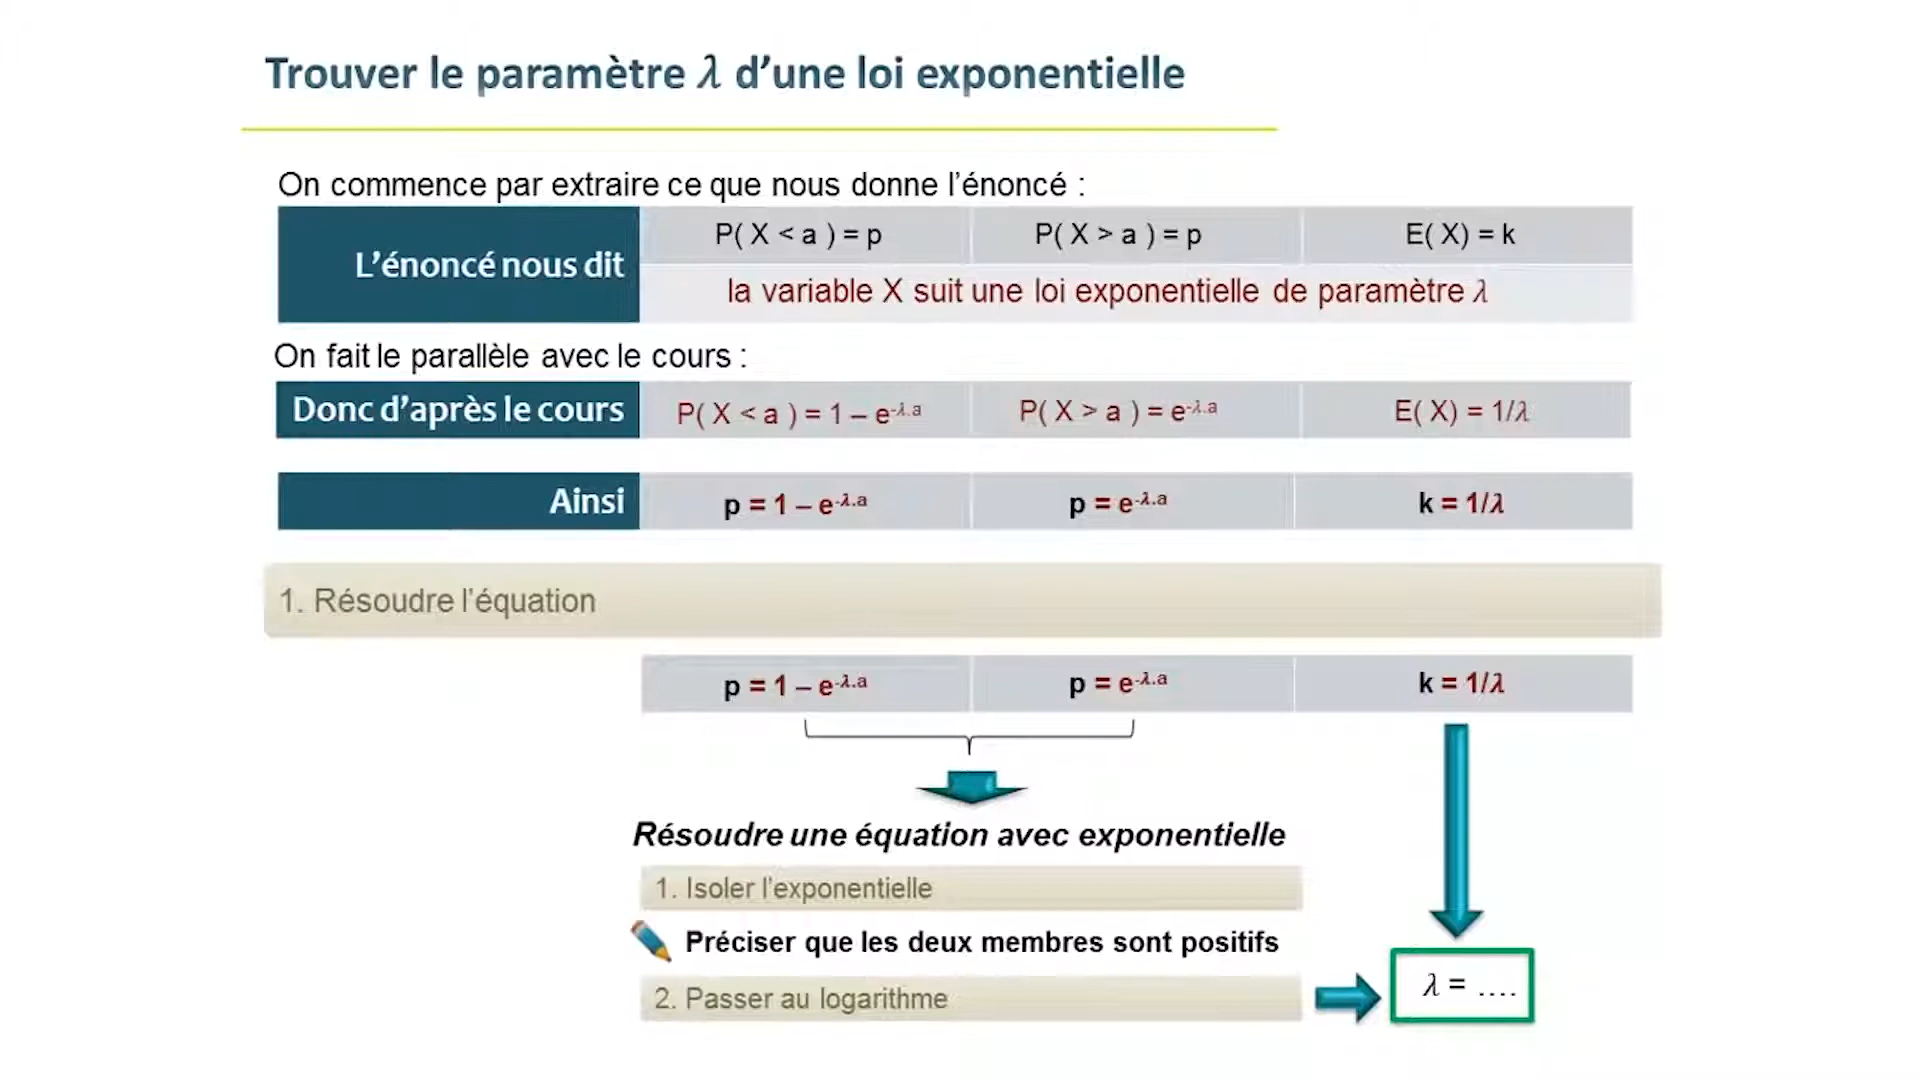 Trouver le paramètre λ d'une loi exponentielle
On commence par extraire ce que nous donne l'énoncé :
L'énoncé nous dit
P( X < a ) = p
P( X > a ) = p
E( X) = k
la variable X suit une loi exponentielle de paramètre λ
On fait le parallèle avec le cours :
Donc d'après le cours
P( X < a ) = 1 – e-λ.a
P( X > a ) = e-λ.a
E( X) = 1/λ
Ainsi
p = 1 – e-λ.a
p = e-λ.a
k = 1/λ
1. Résoudre l'équation
p = 1 – e-λ.a
p = e-λ.a
k = 1/λ
Résoudre une équation avec exponentielle
1. Isoler l'exponentielle
Préciser que les deux membres sont positifs
2. Passer au logarithme
λ = ….